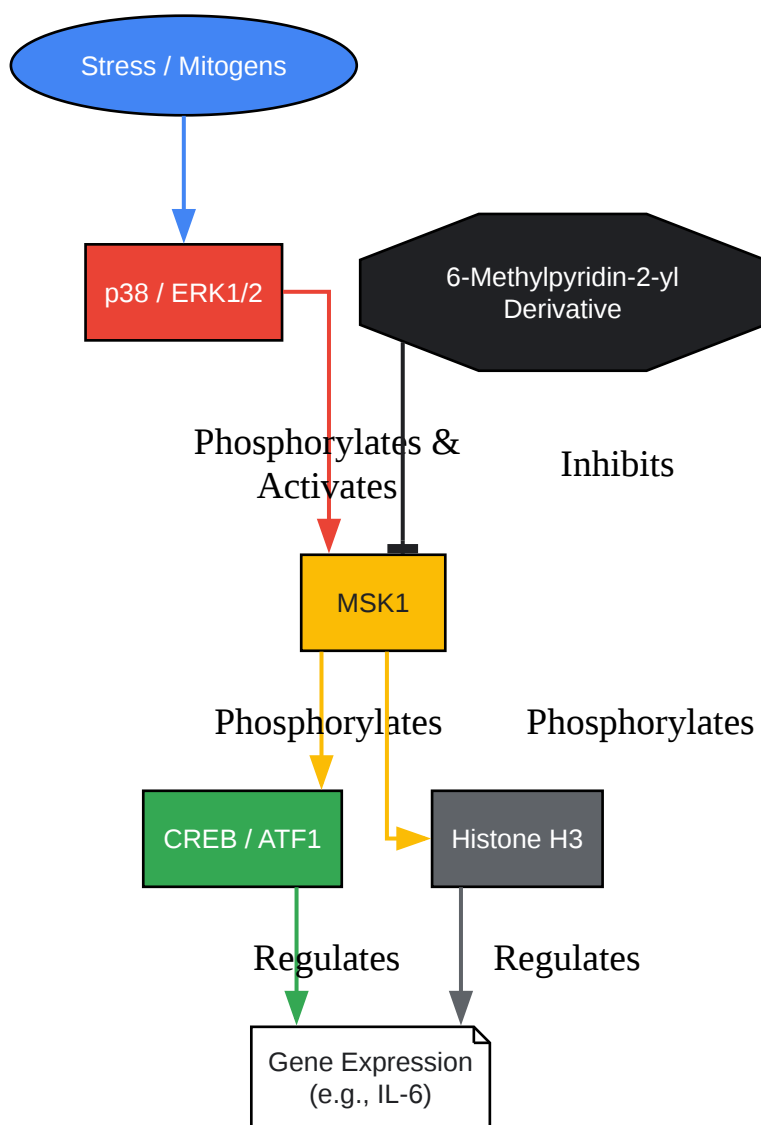 Stress / Mitogens
p38 / ERK1/2
6-Methylpyridin-2-yl
Derivative
Phosphorylates &
Activates
Inhibits
MSK1
Phosphorylates
Phosphorylates
CREB / ATF1
Histone H3
Regulates
Regulates
Gene Expression
(e.g., IL-6)